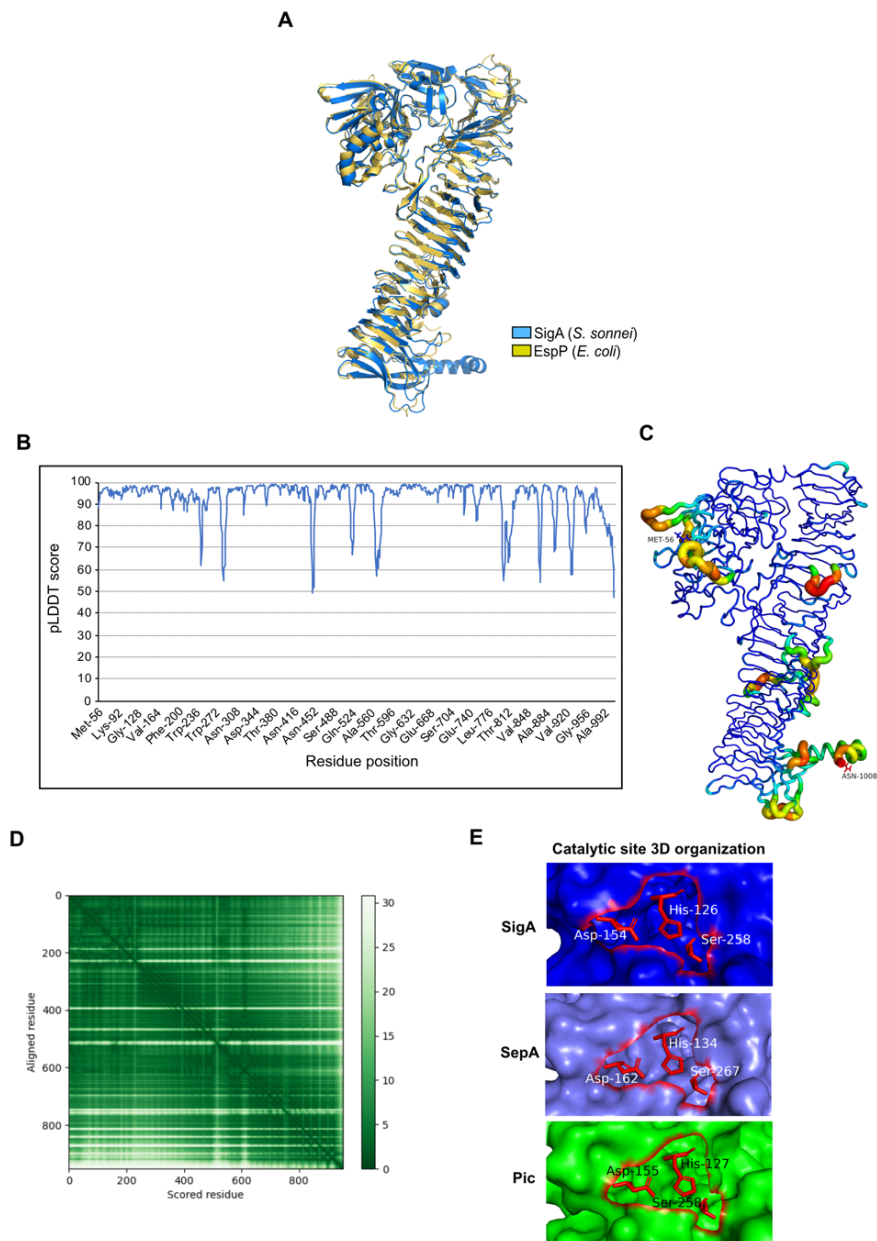 A
SigA (S. sonnei)
EspP (E. coli)
B
pLDDT score
100
90
80
70
60
50
40
30
20
10
0
Met-56
Lys-92
Gly-128
Val-164
Phe-200
Trp-236
Trp-272
Asn-308
Asp-344
Thr-380
Asn-416
Asn-452
Ser-488
Gln-524
Ala-560
Thr-596
Gly-632
Glu-668
Ser-704
Glu-740
Leu-776
Thr-812
Val-848
Ala-884
Val-920
Gly-956
Ala-992
Residue position
C
MET-56
ASN-1008
D
Aligned residue
0
200
400
600
800
0 200 400 600 800
Scored residue
30
25
20
15
10
5
0
E
Catalytic site 3D organization
SigA
His-126
Asp-154
Ser-258
SepA
His-134
Asp-162
Ser-267
Pic
His-127
Asp-155
Ser-258